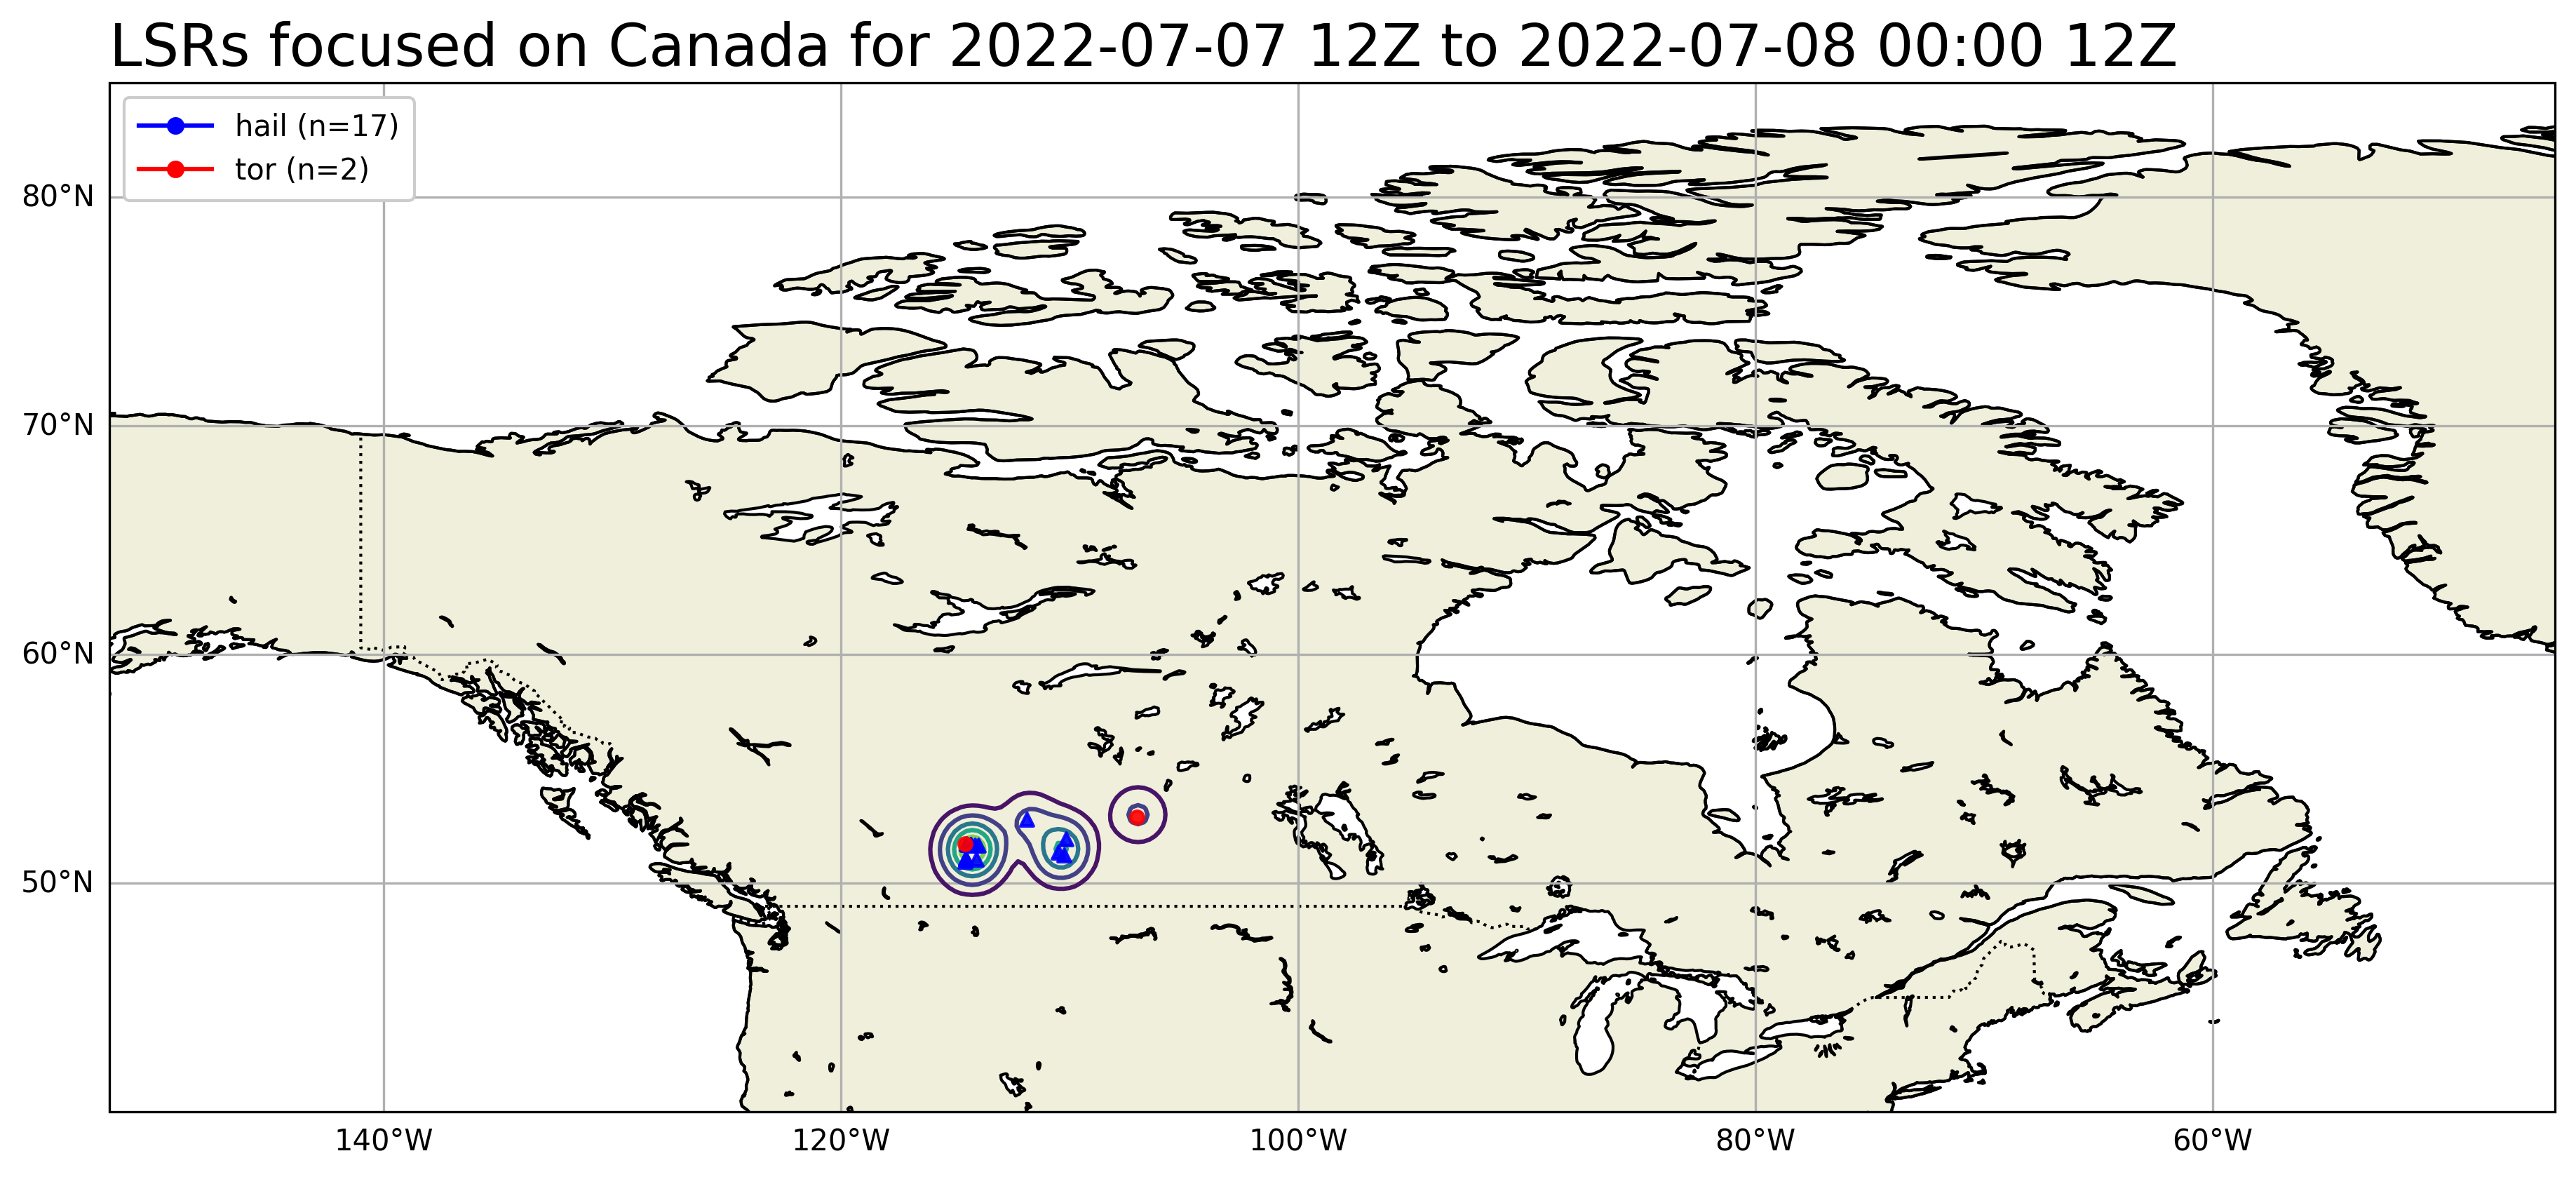 LSRs focused on Canada for 2022-07-07 12Z to 2022-07-08 00:00 12Z
hail (n=17)
tor (n=2)
80°N
70°N
60°N
50°N
140°W
120°W
100°W
80°W
60°W